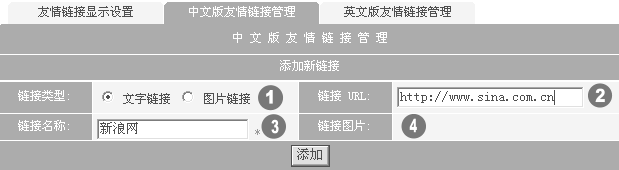 友情链接显示设置 中文版友情链接管理 英文版友情链接管理
中 文 版 友 情 链 接 管 理
添加新链接
链接类型: 文字链接 图片链接 1 链接 URL: http://www.sina.com.cn 2
链接名称: 新浪网 * 3 链接图片: 4
添加